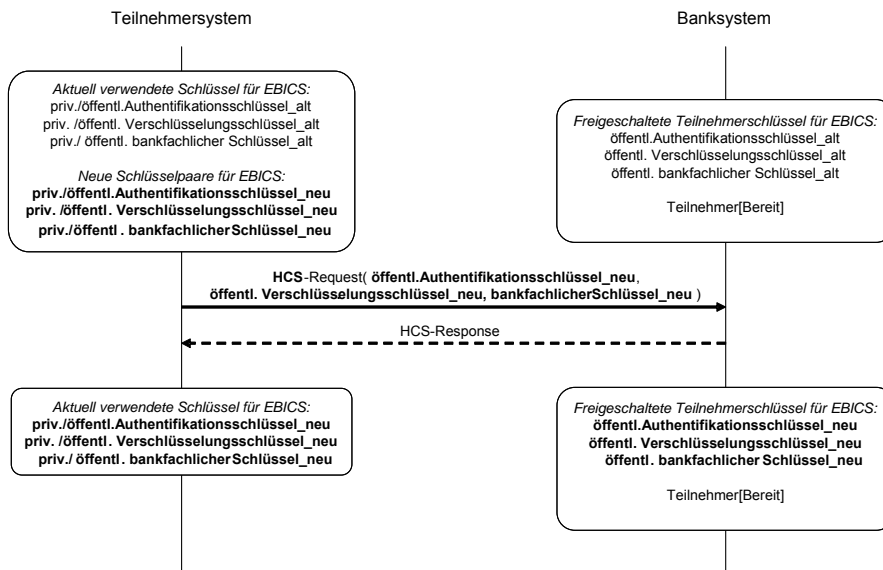 Teilnehmersystem
Banksystem
Aktuell verwendete Schlüssel für EBICS:
priv./öffentl.Authentifikationsschlüssel_alt
priv. /öffentl. Verschlüsselungsschlüssel_alt
priv./ öffentl. bankfachlicher Schlüssel_alt
Neue Schlüsselpaare für EBICS:
priv./öffentl.Authentifikationsschlüssel_neu
priv. /öffentl. Verschlüsselungsschlüssel_neu
priv./öffentl . bankfachlicher Schlüssel_neu
Freigeschaltete Teilnehmerschlüssel für EBICS:
öffentl.Authentifikationsschlüssel_alt
öffentl. Verschlüsselungsschlüssel_alt
öffentl. bankfachlicher Schlüssel_alt
Teilnehmer[Bereit]
HCS-Request( öffentl.Authentifikationsschlüssel_neu,
öffentl. Verschlüsselungsschlüssel_neu, bankfachlicherSchlüssel_neu )
HCS-Response
Aktuell verwendete Schlüssel für EBICS:
priv./öffentl.Authentifikationsschlüssel_neu
priv. /öffentl. Verschlüsselungsschlüssel_neu
priv./ öffentl . bankfachlicher Schlüssel_neu
Freigeschaltete Teilnehmerschlüssel für EBICS:
öffentl.Authentifikationsschlüssel_neu
öffentl. Verschlüsselungsschlüssel_neu
öffentl. bankfachlicher Schlüssel_neu
Teilnehmer[Bereit]